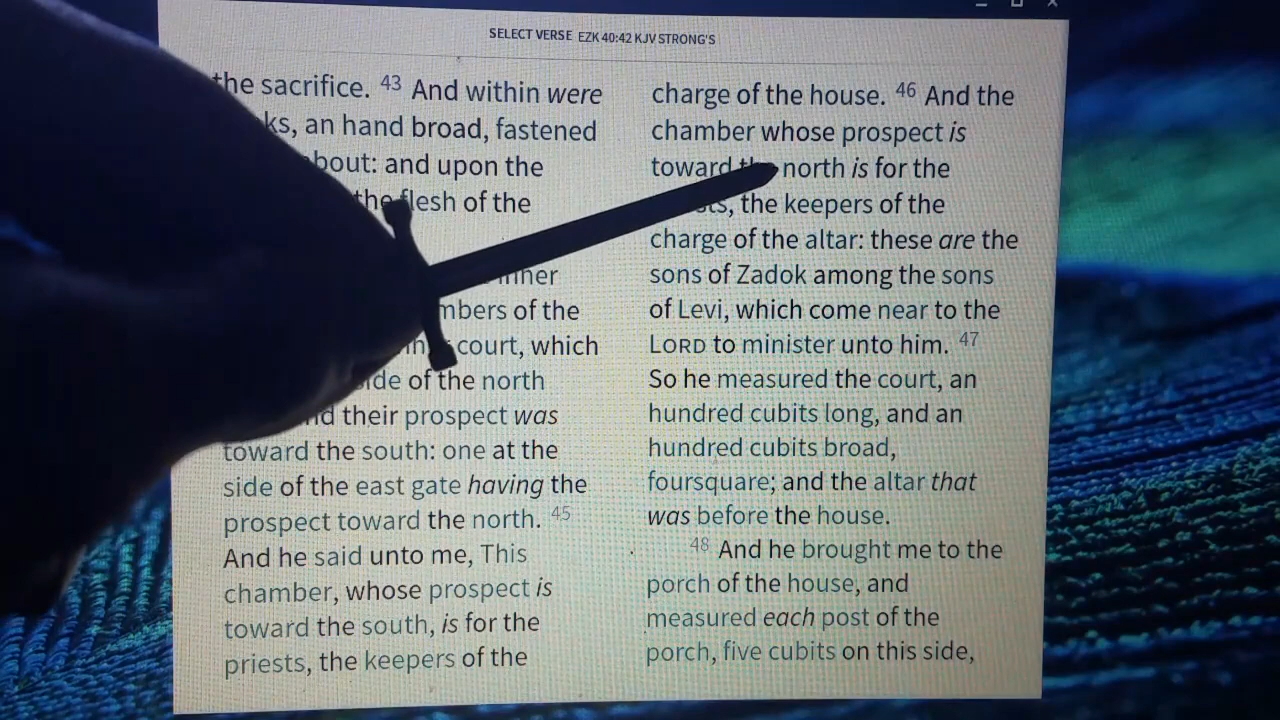 SELECT VERSE EZK 40:42 KJV STRONG'S
the sacrifice. 43 And within were
an hand broad, fastened
and upon the
the flesh of the
of the
court, which
of the north
their prospect was
toward the south: one at the
side of the east gate having the
prospect toward the north. 45
And he said unto me, This
chamber, whose prospect is
toward the south, is for the
priests, the keepers of the
charge of the house. 46 And the
chamber whose prospect is
toward the north is for the
the keepers of the
charge of the altar: these are the
sons of Zadok among the sons
of Levi, which come near to the
LORD to minister unto him. 47
So he measured the court, an
hundred cubits long, and an
hundred cubits broad,
foursquare; and the altar that
was before the house.
48 And he brought me to the
porch of the house, and
measured each post of the
porch, five cubits on this side,